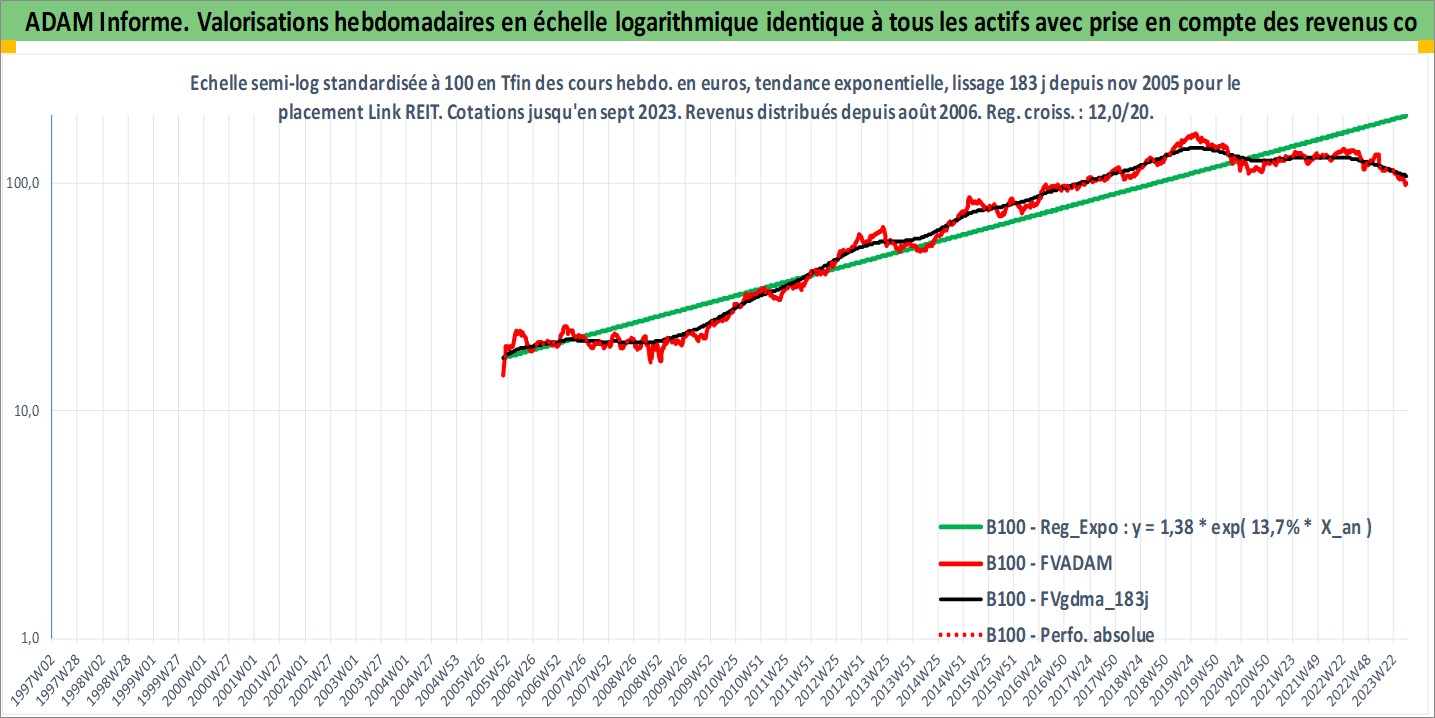 ADAM Informe. Valorisations hebdomadaires en échelle logarithmique identique à tous les actifs avec prise en compte des revenus co
Echelle semi-log standardisée à 100 en Tfin des cours hebdo. en euros, tendance exponentielle, lissage 183 j depuis nov 2005 pour le
placement Link REIT. Cotations jusqu'en sept 2023. Revenus distribués depuis août 2006. Reg. croiss. : 12,0/20.
100,0
10,0
1,0
B100 - Reg_Expo : y = 1,38 * exp( 13,7% * X_an )
B100 - FVADAM
B100 - FVgdma_183j
B100 - Perfo. absolue
1997W02
1997W28
1998W02
1998W28
1999W01
1999W27
2000W01
2000W27
2001W01
2001W27
2002W01
2002W27
2003W01
2003W27
2004W01
2004W27
2004W53
2005W26
2005W52
2006W26
2006W52
2007W26
2007W52
2008W26
2008W52
2009W26
2009W52
2010W25
2010W51
2011W25
2011W51
2012W25
2012W51
2013W25
2013W51
2014W25
2014W51
2015W25
2015W51
2016W24
2016W50
2017W24
2017W50
2018W24
2018W50
2019W24
2019W50
2020W24
2020W50
2021W23
2021W49
2022W22
2022W48
2023W22